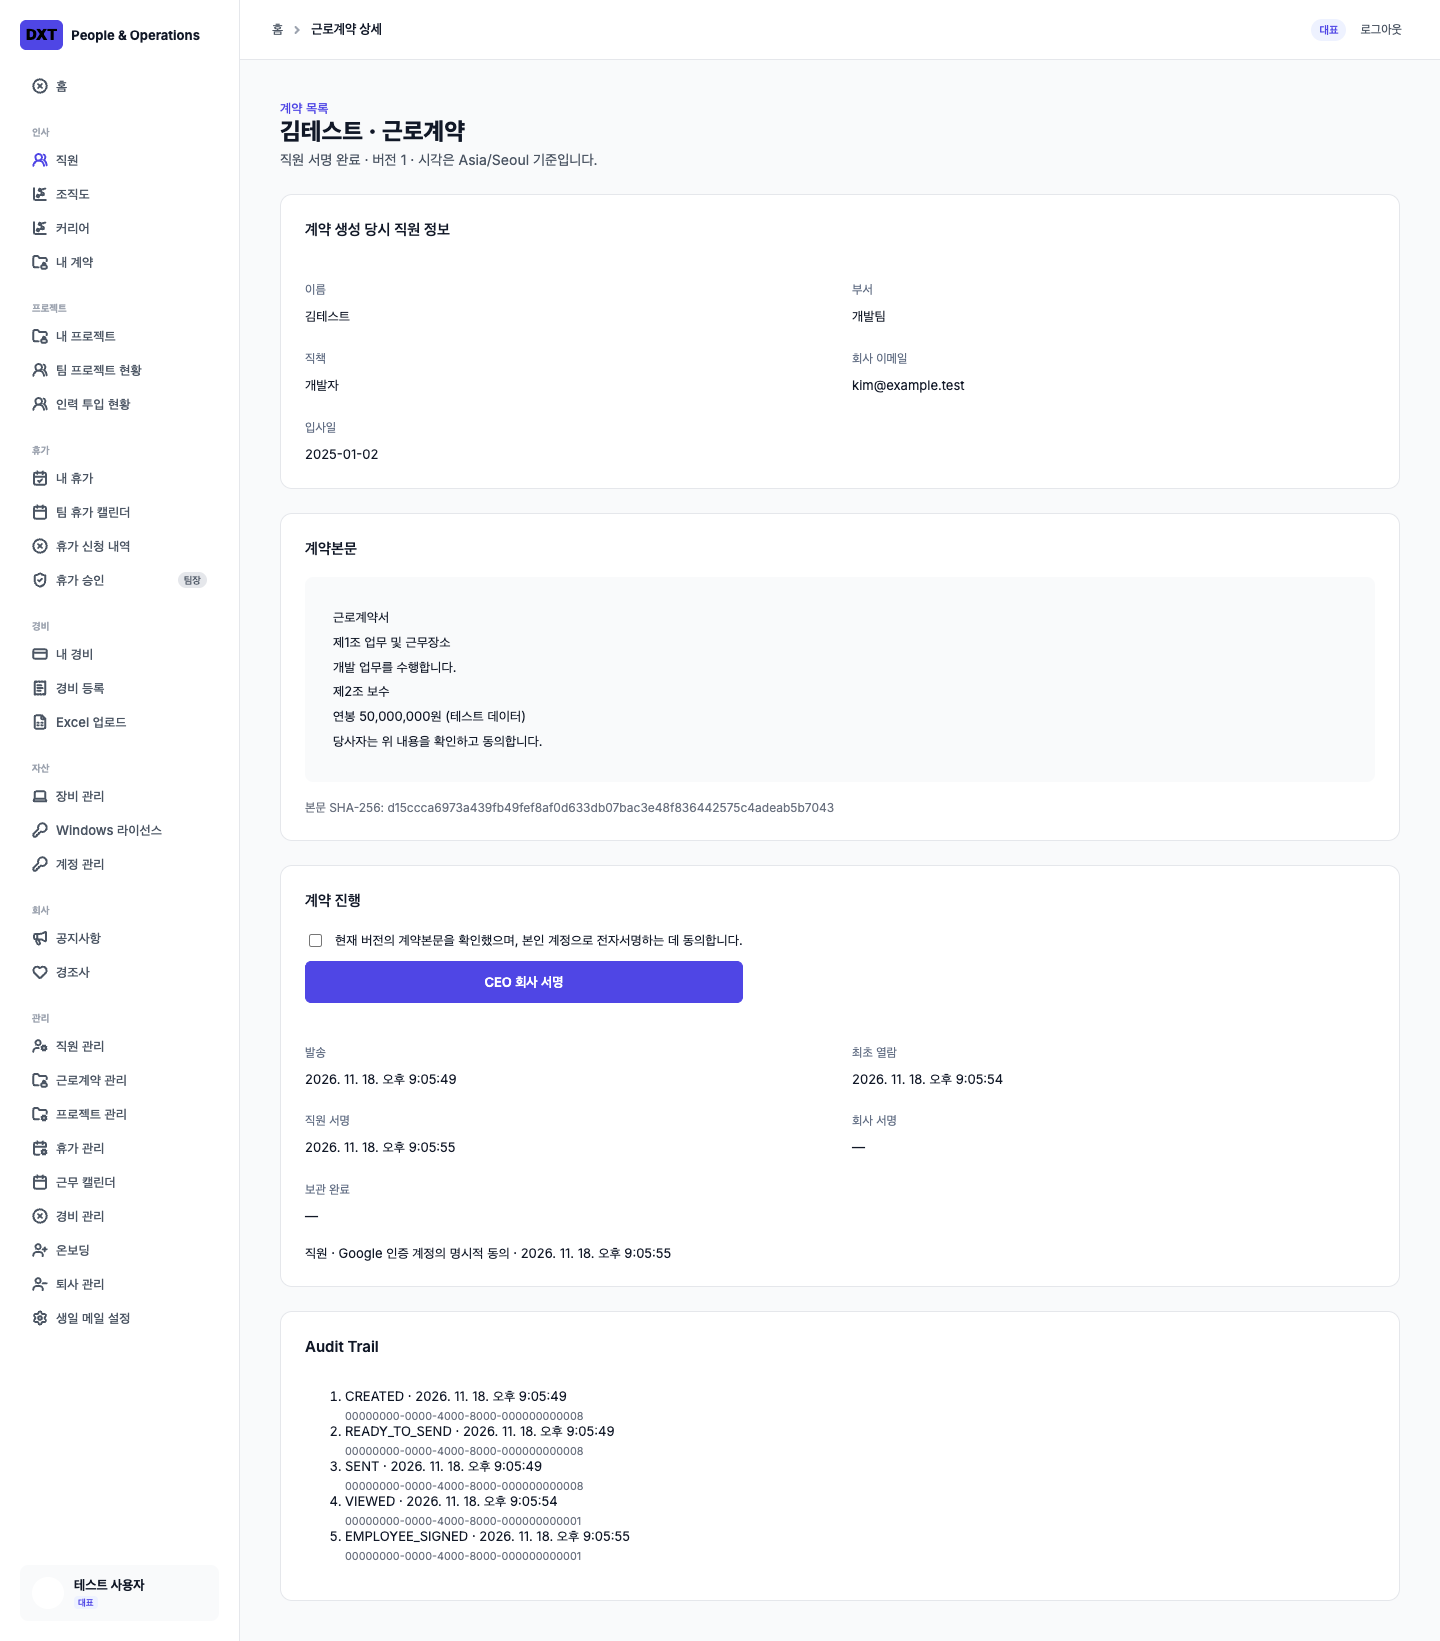 DXT People & Operations
홈
인사
직원
조직도
커리어
내 계약
프로젝트
내 프로젝트
팀 프로젝트 현황
인력 투입 현황
휴가
내 휴가
팀 휴가 캘린더
휴가 신청 내역
휴가 승인 팀장
경비
내 경비
경비 등록
Excel 업로드
자산
장비 관리
Windows 라이선스
계정 관리
회사
공지사항
경조사
관리
직원 관리
근로계약 관리
프로젝트 관리
휴가 관리
근무 캘린더
경비 관리
온보딩
퇴사 관리
생일 메일 설정
테스트 사용자
대표
홈 > 근로계약 상세
대표 로그아웃
계약 목록
김테스트 · 근로계약
직원 서명 완료 · 버전 1 · 시각은 Asia/Seoul 기준입니다.
계약 생성 당시 직원 정보
이름 부서
김테스트 개발팀
직책 회사 이메일
개발자 kim@example.test
입사일
2025-01-02
계약본문
근로계약서
제1조 업무 및 근무장소
개발 업무를 수행합니다.
제2조 보수
연봉 50,000,000원 (테스트 데이터)
당사자는 위 내용을 확인하고 동의합니다.
본문 SHA-256: d15ccca6973a439fb49fef8af0d633db07bac3e48f836442575c4adeab5b7043
계약 진행
현재 버전의 계약본문을 확인했으며, 본인 계정으로 전자서명하는 데 동의합니다.
CEO 회사 서명
발송 최초 열람
2026. 11. 18. 오후 9:05:49 2026. 11. 18. 오후 9:05:54
직원 서명 회사 서명
2026. 11. 18. 오후 9:05:55 —
보관 완료
—
직원 · Google 인증 계정의 명시적 동의 · 2026. 11. 18. 오후 9:05:55
Audit Trail
1. CREATED · 2026. 11. 18. 오후 9:05:49
00000000-0000-4000-8000-000000000008
2. READY_TO_SEND · 2026. 11. 18. 오후 9:05:49
00000000-0000-4000-8000-000000000008
3. SENT · 2026. 11. 18. 오후 9:05:49
00000000-0000-4000-8000-000000000008
4. VIEWED · 2026. 11. 18. 오후 9:05:54
00000000-0000-4000-8000-000000000001
5. EMPLOYEE_SIGNED · 2026. 11. 18. 오후 9:05:55
00000000-0000-4000-8000-000000000001